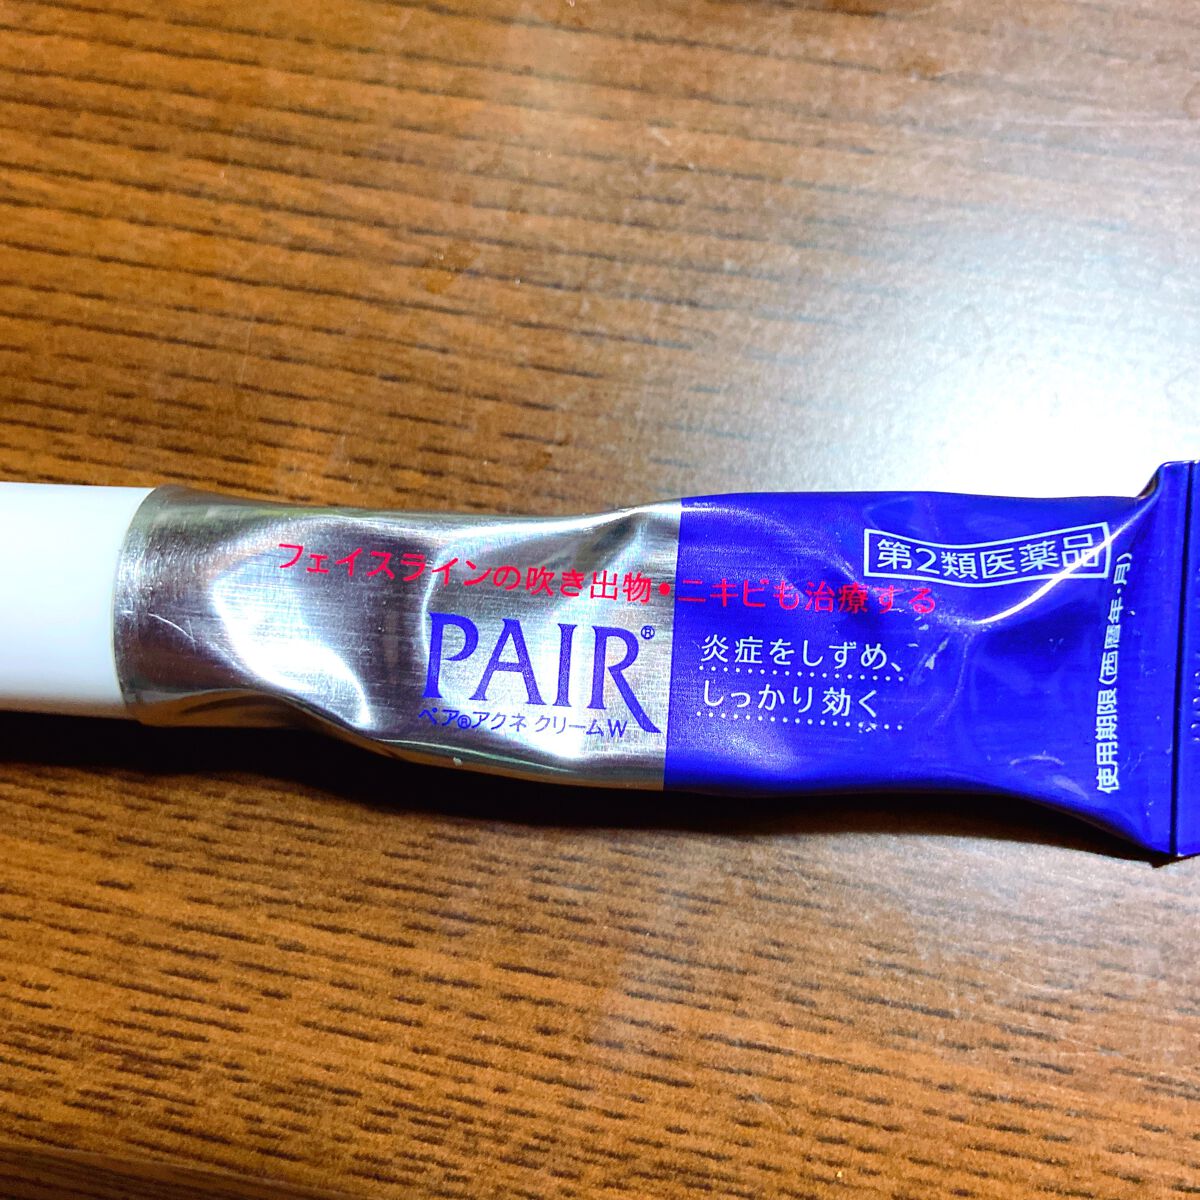 フェイスラインの吹き出物・ニキビも治療する
PAIR®
ペア®アクネ クリームW
第2類医薬品
炎症をしずめ、
しっかり効く
使用期限(西暦年・月)